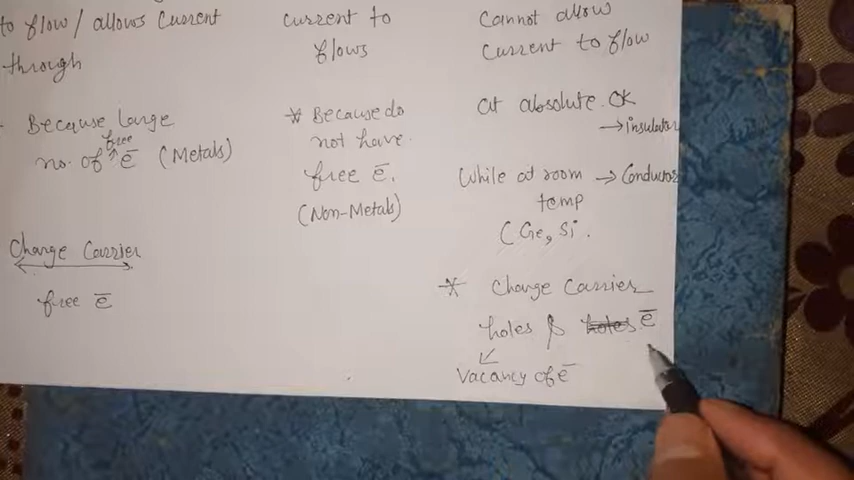 to flow / allows Current
through
Because Large
free
no. of ē (Metals)
Charge Carrier
free ē
current to
flows
* Because do
not have
free ē.
(Non-Metals)
Cannot allow
Current to flow
at absolute OK
→ insulator
While at room → Conductor
temp
(Ge, Si.
* Charge Carrier
holes & holes ē
Vacancy of ē